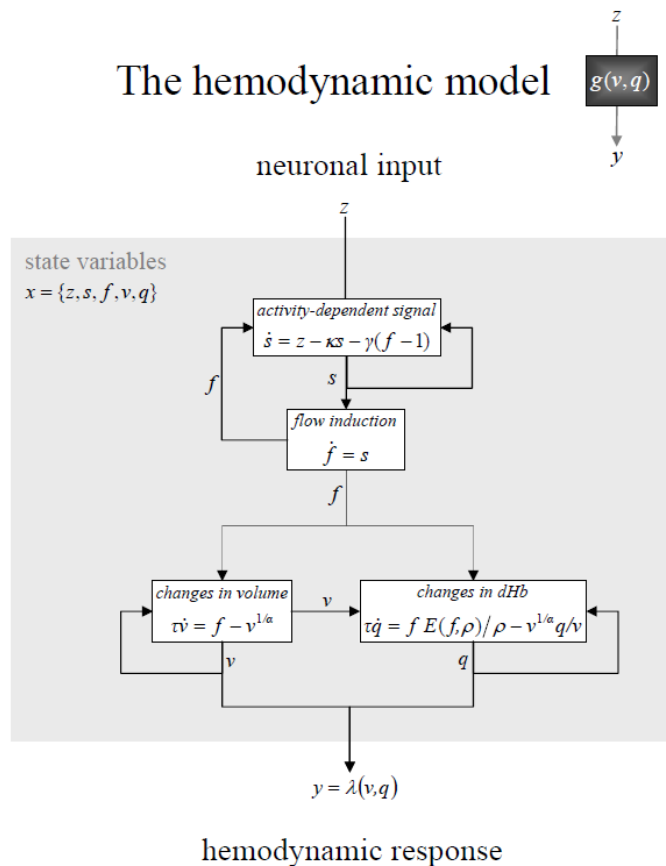 z
The hemodynamic model
g(v,q)
y
neuronal input
z
state variables
x = {z,s,f,v,q}
activity-dependent signal
ṡ = z − κs − γ(f −1)
f
s
flow induction
ḟ = s
f
changes in volume
τv̇ = f − v^{1/α}
v
changes in dHb
τq̇ = f E(f,ρ)/ρ − v^{1/α} q/v
v
q
y = λ(v,q)
hemodynamic response